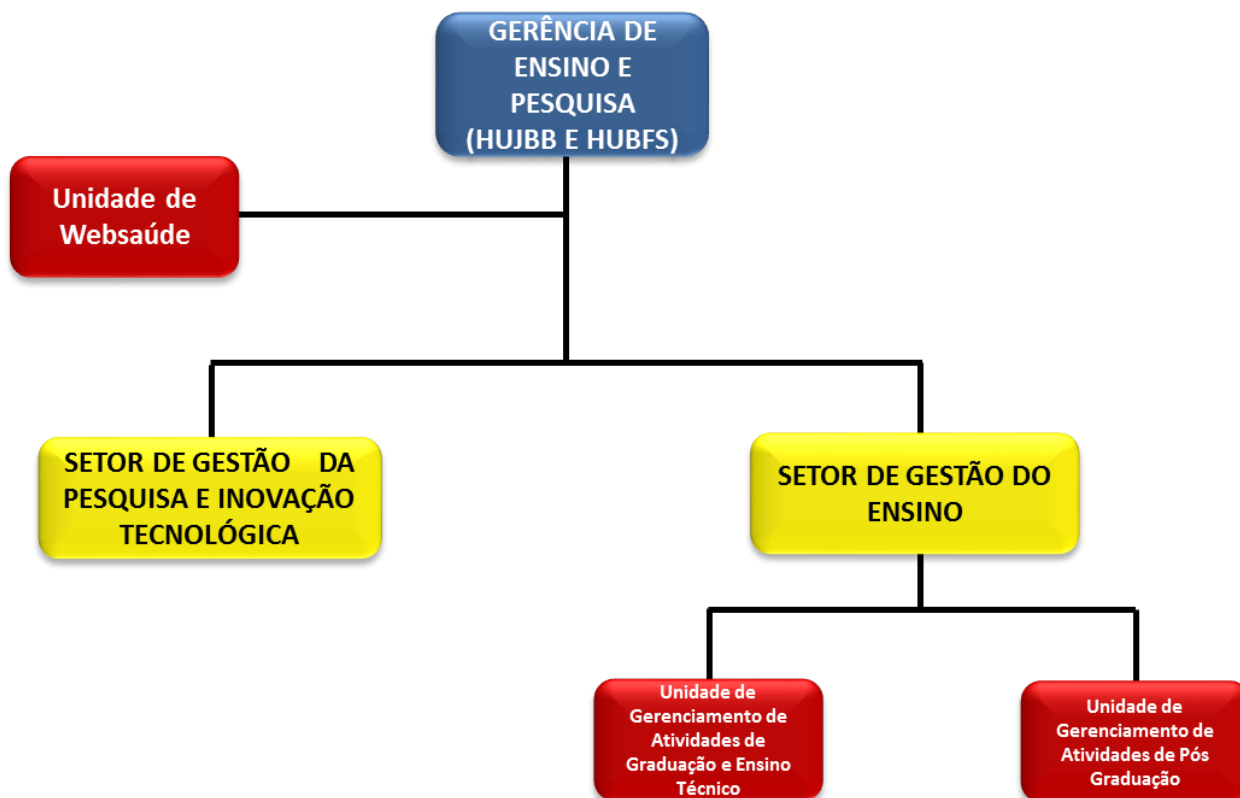 GERÊNCIA DE
ENSINO E
PESQUISA
(HUJBB E HUBFS)
Unidade de
Websaúde
SETOR DE GESTÃO DA
PESQUISA E INOVAÇÃO
TECNOLÓGICA
SETOR DE GESTÃO DO
ENSINO
Unidade de
Gerenciamento de
Atividades de
Graduação e Ensino
Técnico
Unidade de
Gerenciamento de
Atividades de Pós
Graduação